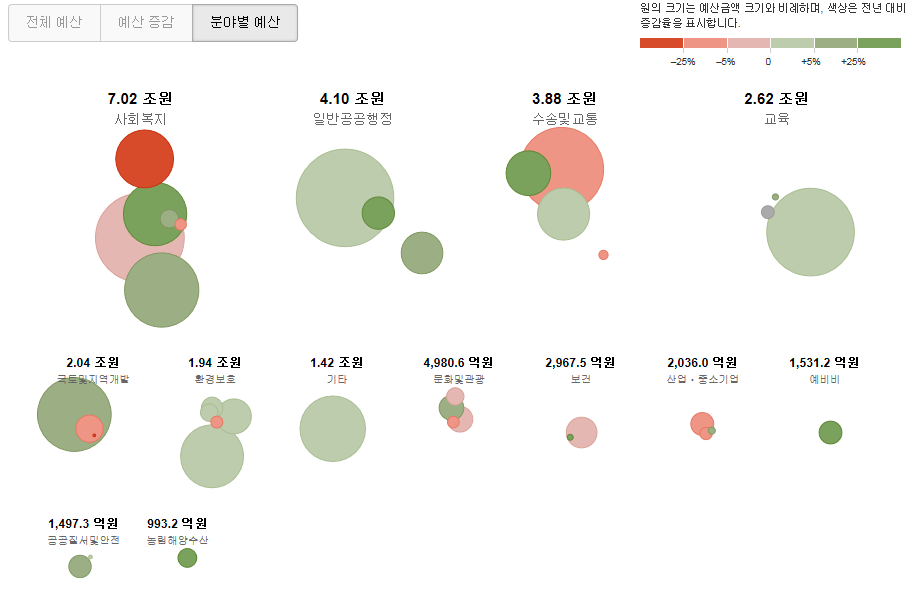 전체 예산
예산 증감
분야별 예산
원의 크기는 예산금액 크기와 비례하며, 색상은 전년 대비
증감율을 표시합니다.
–25%
–5%
0
+5%
+25%
7.02 조원
사회복지
4.10 조원
일반공공행정
3.88 조원
수송및교통
2.62 조원
교육
2.04 조원
국토및지역개발
1.94 조원
환경보호
1.42 조원
기타
4,980.6 억원
문화및관광
2,967.5 억원
보건
2,036.0 억원
산업・중소기업
1,531.2 억원
예비비
1,497.3 억원
공공질서및안전
993.2 억원
농림해양수산